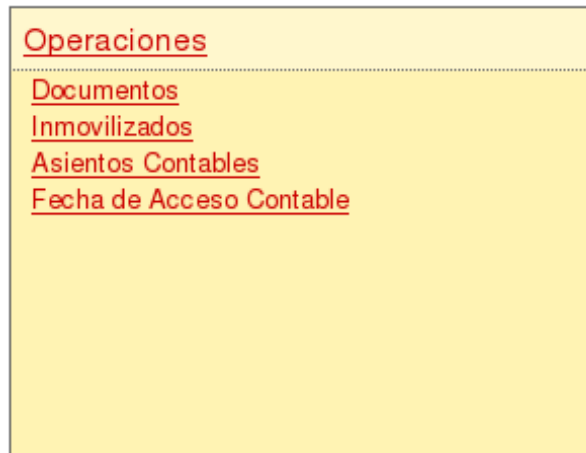 Operaciones
Documentos
Inmovilizados
Asientos Contables
Fecha de Acceso Contable